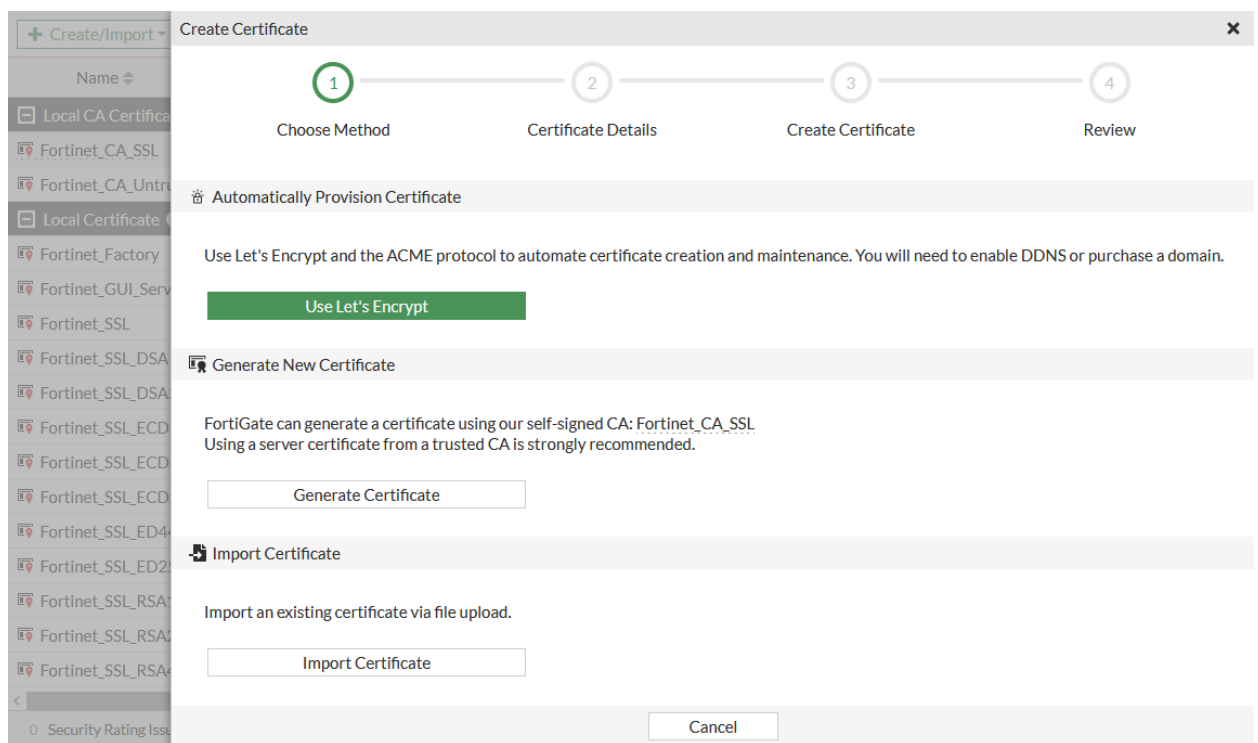 Create/Import
Create Certificate
Name
1
2
3
4
Choose Method
Certificate Details
Create Certificate
Review
Local CA Certifica
Fortinet_CA_SSL
Fortinet_CA_Untru
Local Certificate
Fortinet_Factory
Fortinet_GUI_Serv
Fortinet_SSL
Fortinet_SSL_DSA
Fortinet_SSL_DSA
Fortinet_SSL_ECD
Fortinet_SSL_ECD
Fortinet_SSL_ECD
Fortinet_SSL_ED4
Fortinet_SSL_ED2
Fortinet_SSL_RSA
Fortinet_SSL_RSA
Fortinet_SSL_RSA
0 Security Rating Issu
Automatically Provision Certificate
Use Let's Encrypt and the ACME protocol to automate certificate creation and maintenance. You will need to enable DDNS or purchase a domain.
Use Let's Encrypt
Generate New Certificate
FortiGate can generate a certificate using our self-signed CA: Fortinet_CA_SSL
Using a server certificate from a trusted CA is strongly recommended.
Generate Certificate
Import Certificate
Import an existing certificate via file upload.
Import Certificate
Cancel